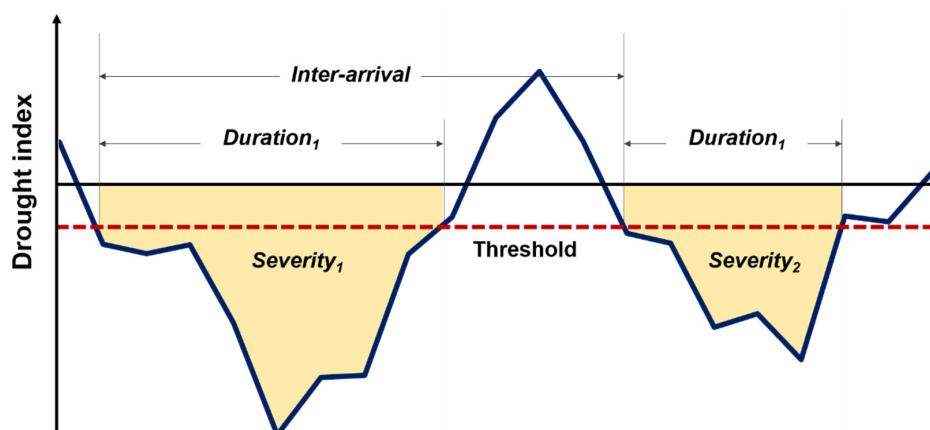 Drought index
Inter-arrival
Duration₁
Duration₁
Threshold
Severity₁
Severity₂